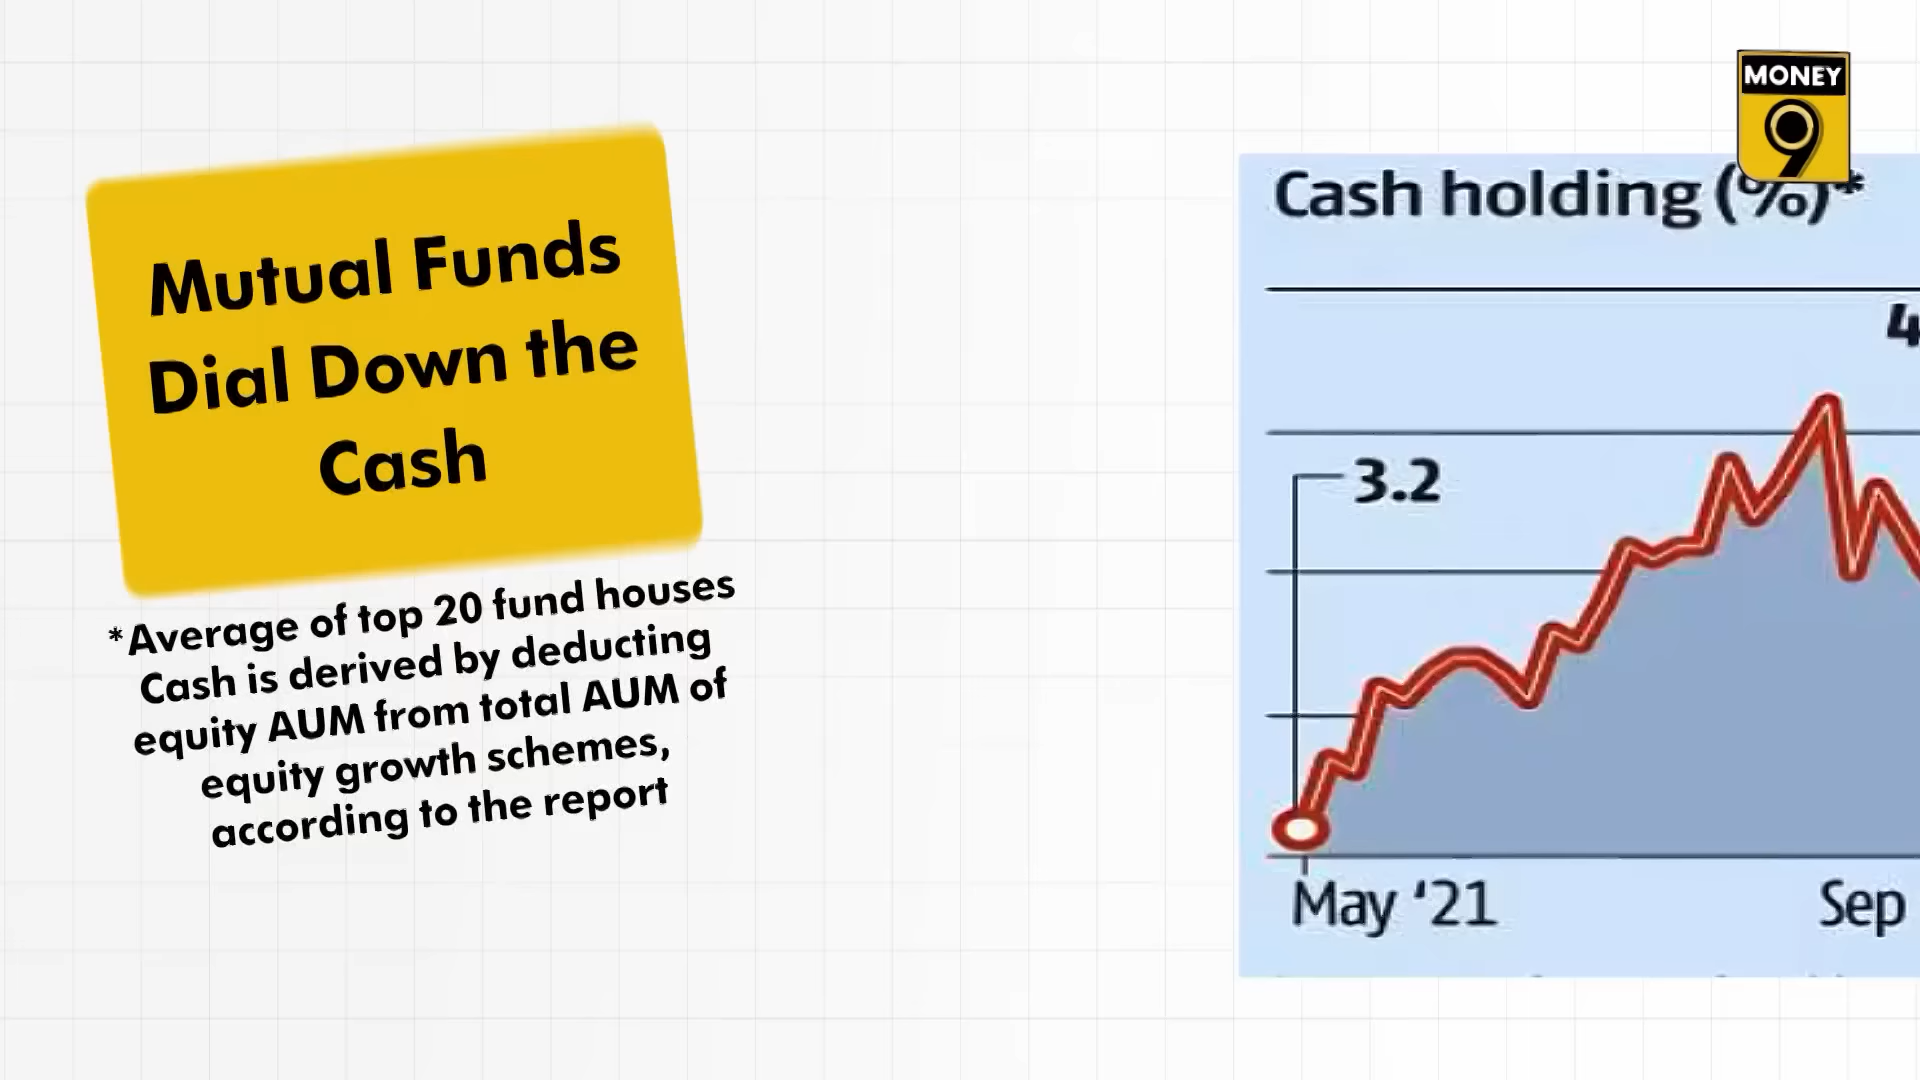 MONEY
9
Mutual Funds
Dial Down the
Cash
*Average of top 20 fund houses
Cash is derived by deducting
equity AUM from total AUM of
equity growth schemes,
according to the report
Cash holding (%)*
4
3.2
May ‘21
Sep